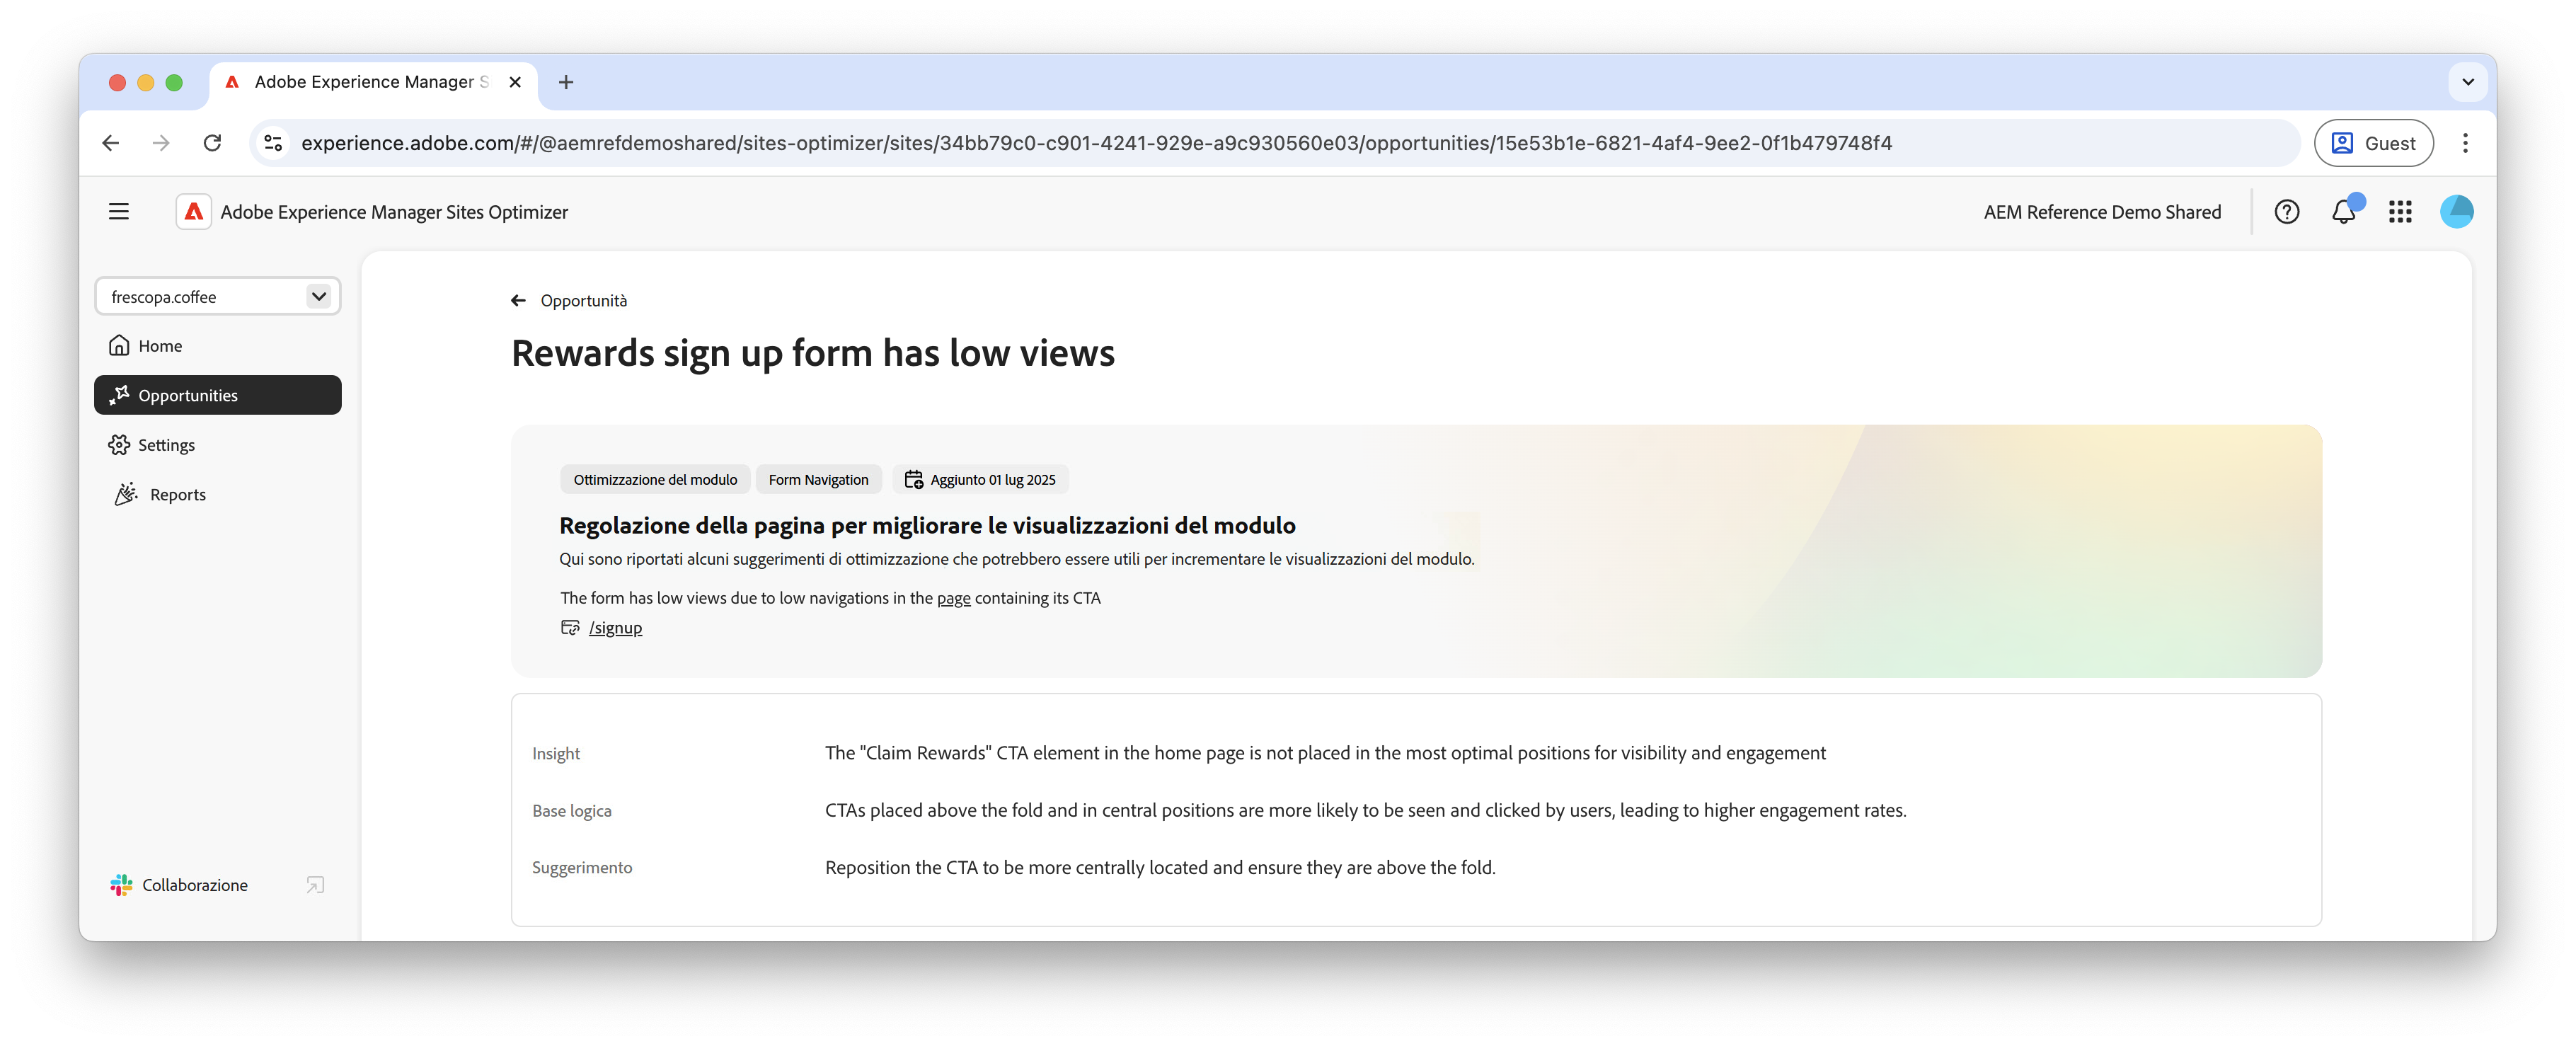 Adobe Experience Manager S
experience.adobe.com/#/@aemrefdemoshared/sites-optimizer/sites/34bb79c0-c901-4241-929e-a9c930560e03/opportunities/15e53b1e-6821-4af4-9ee2-0f1b479748f4
Guest
Adobe Experience Manager Sites Optimizer
AEM Reference Demo Shared
frescopa.coffee
Home
Opportunities
Settings
Reports
Collaborazione
Opportunità
Rewards sign up form has low views
Ottimizzazione del modulo Form Navigation Aggiunto 01 lug 2025
Regolazione della pagina per migliorare le visualizzazioni del modulo
Qui sono riportati alcuni suggerimenti di ottimizzazione che potrebbero essere utili per incrementare le visualizzazioni del modulo.
The form has low views due to low navigations in the page containing its CTA
/signup
Insight The "Claim Rewards" CTA element in the home page is not placed in the most optimal positions for visibility and engagement
Base logica CTAs placed above the fold and in central positions are more likely to be seen and clicked by users, leading to higher engagement rates.
Suggerimento Reposition the CTA to be more centrally located and ensure they are above the fold.